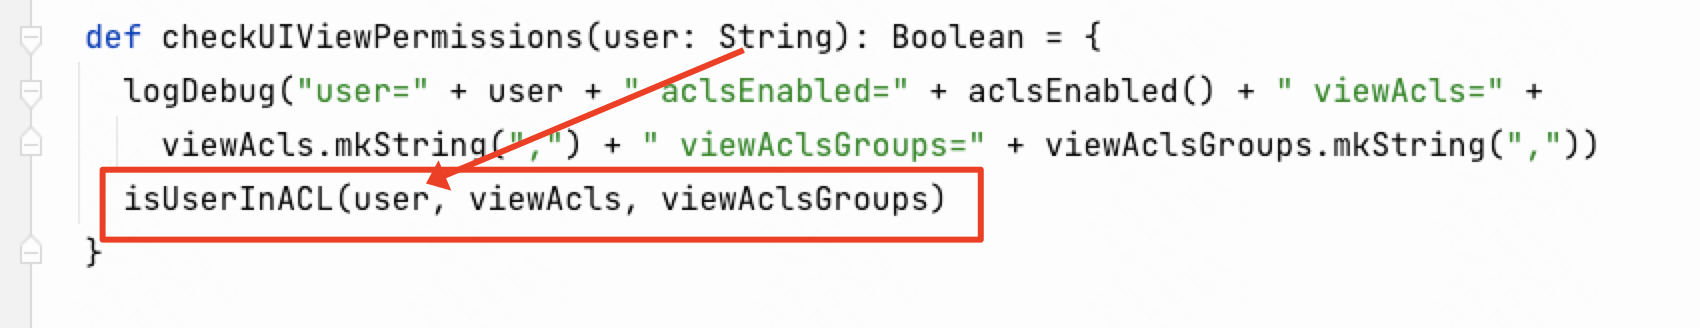 def checkUIViewPermissions(user: String): Boolean = {
logDebug("user=" + user + " aclsEnabled=" + aclsEnabled() + " viewAcls=" +
viewAcls.mkString(",") + " viewAclsGroups=" + viewAclsGroups.mkString(","))
isUserInACL(user, viewAcls, viewAclsGroups)
}